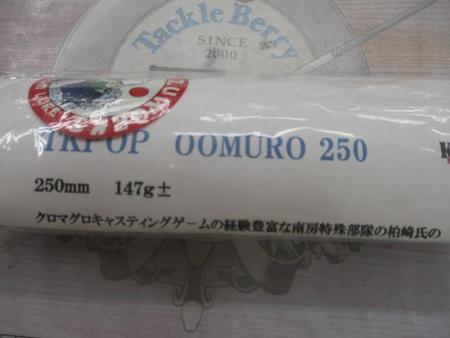 Tackle Berry
SINCE
2000
OOMURO 250
250mm 147g±
クロマグロキャスティングゲームの経験豊富な南房特殊部隊の柏崎氏の